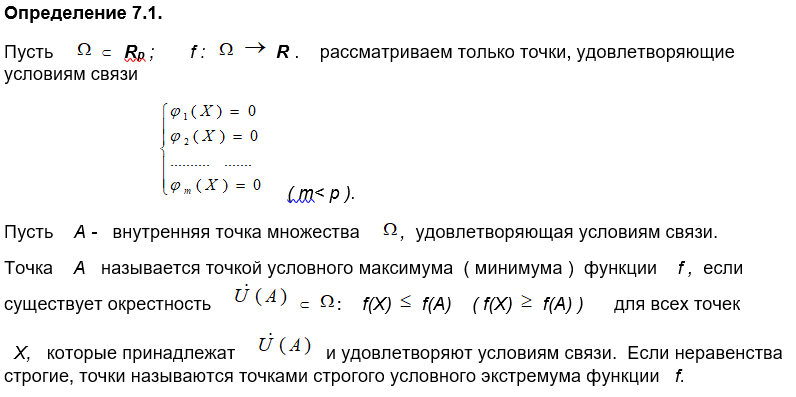 Определение 7.1.
Пусть Ω ⊂ Rp ; f : Ω → R . рассматриваем только точки, удовлетворяющие
условиям связи
φ₁(X) = 0
φ₂(X) = 0
.......... .......
φₘ(X) = 0 ( m< p ).
Пусть A - внутренняя точка множества Ω, удовлетворяющая условиям связи.
Точка A называется точкой условного максимума ( минимума ) функции f , если
существует окрестность U̇(A) ⊂ Ω: f(X) ≤ f(A) ( f(X) ≥ f(A) ) для всех точек
X, которые принадлежат U̇(A) и удовлетворяют условиям связи. Если неравенства
строгие, точки называются точками строгого условного экстремума функции f.